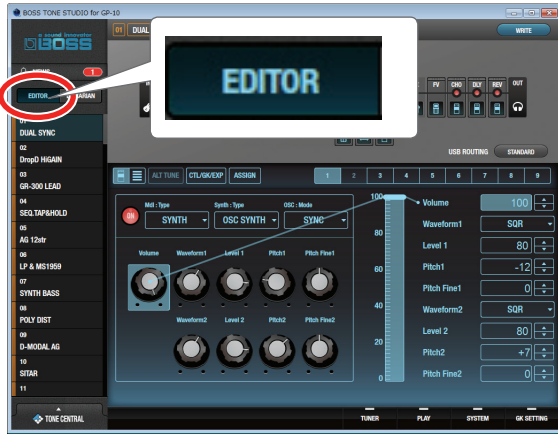 BOSS TONE STUDIO for GP-10
a sound innovator
BOSS
01 DUAL
WRITE
NEWS 1
EDITOR
EDITOR
FV CHO DLY REV OUT
USB ROUTING STANDARD
DUAL SYNC
02
DropD HiGAIN
03
GR-300 LEAD
04
SEQ.TAP&HOLD
05
AG 12str
06
LP & MS1959
07
SYNTH BASS
08
POLY DIST
09
D-MODAL AG
10
SITAR
11
TONE CENTRAL
ALT TUNE CTL/GK/EXP ASSIGN 1 2 3 4 5 6 7 8 9
Mdl : Type Synth : Type OSC : Mode
ON SYNTH OSC SYNTH SYNC
Volume Waveform1 Level 1 Pitch1 Pitch Fine1
Waveform2 Level 2 Pitch2 Pitch Fine2
100
80
60
40
20
0
Volume 100
Waveform1 SQR
Level 1 80
Pitch1 -12
Pitch Fine1 0
Waveform2 SQR
Level 2 80
Pitch2 +7
Pitch Fine2 0
TUNER PLAY SYSTEM GK SETTING